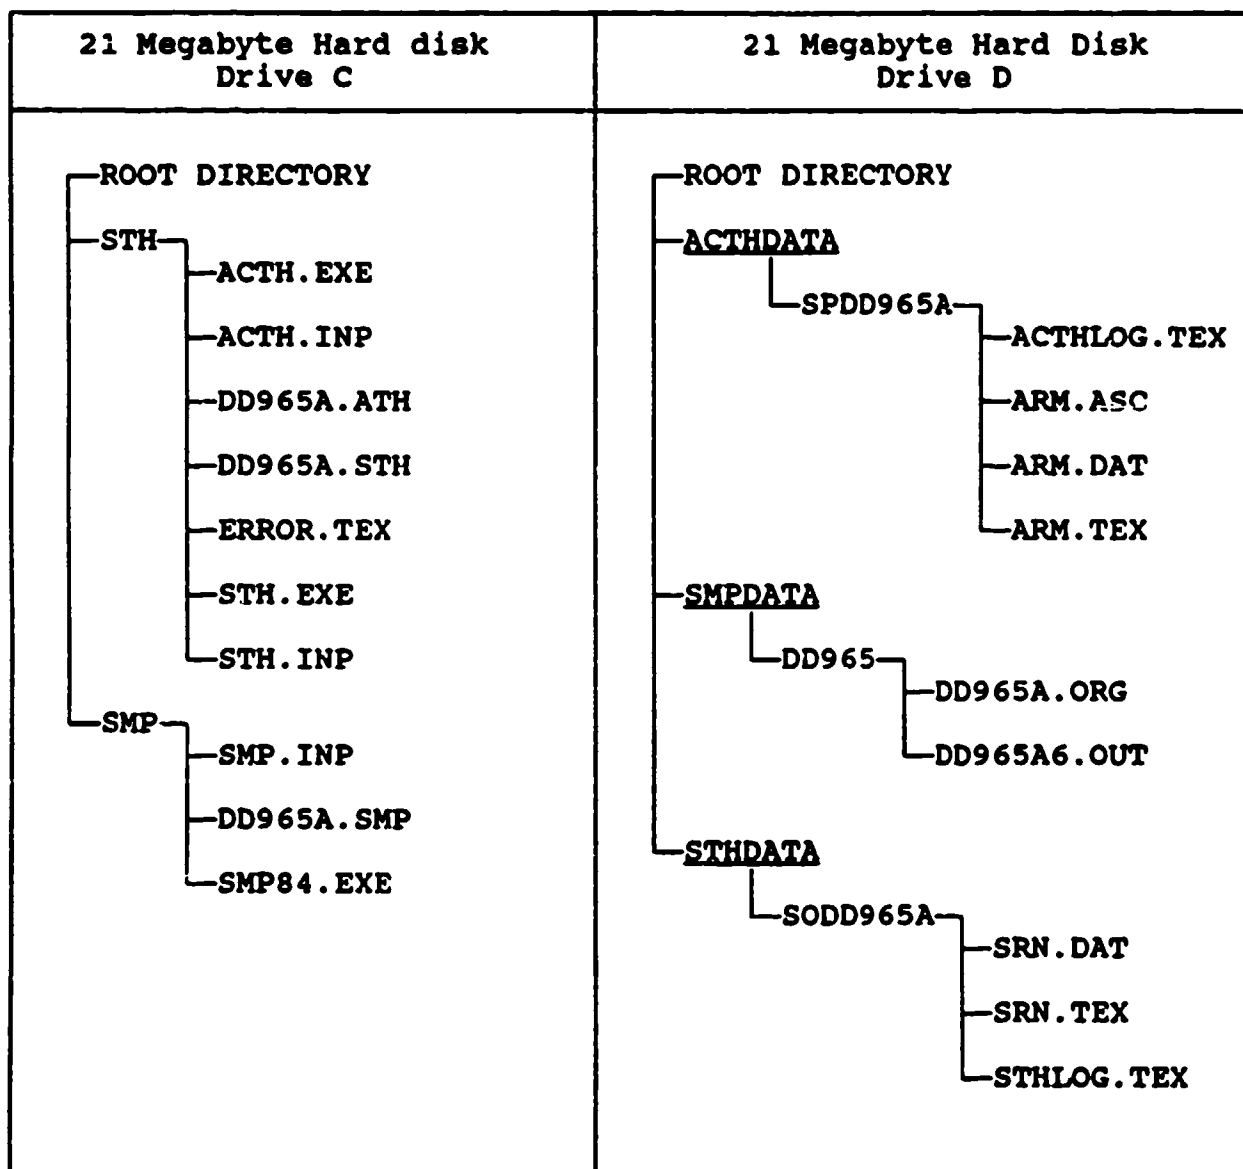 21 Megabyte Hard disk
Drive C
ROOT DIRECTORY
STH
ACTH.EXE
ACTH.INP
DD965A.ATH
DD965A.STH
ERROR.TEX
STH.EXE
STH.INP
SMP
SMP.INP
DD965A.SMP
SMP84.EXE
21 Megabyte Hard Disk
Drive D
ROOT DIRECTORY
ACTHDATA
SPDD965A
ACTHLOG.TEX
ARM.ASC
ARM.DAT
ARM.TEX
SMPDATA
DD965
DD965A.ORG
DD965A6.OUT
STHDATA
SODD965A
SRN.DAT
SRN.TEX
STHLOG.TEX